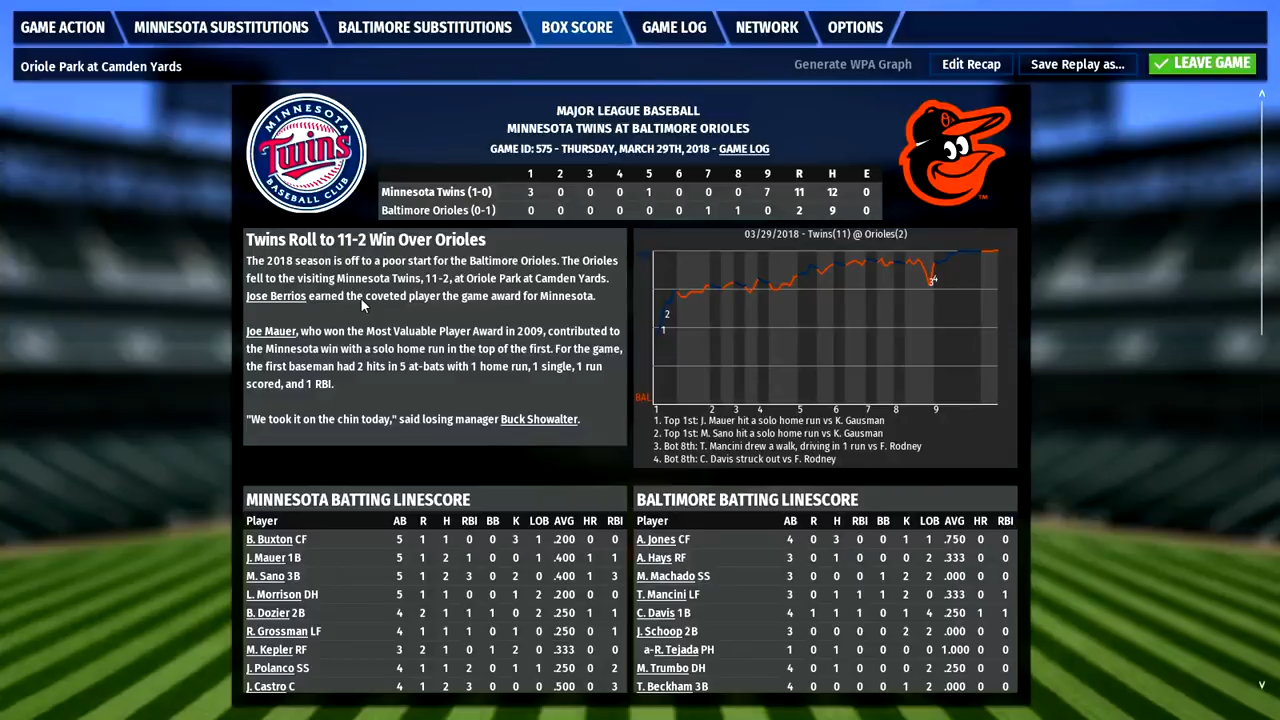 GAME ACTION MINNESOTA SUBSTITUTIONS BALTIMORE SUBSTITUTIONS BOX SCORE GAME LOG NETWORK OPTIONS
Oriole Park at Camden Yards Generate WPA Graph Edit Recap Save Replay as... LEAVE GAME
MINNESOTA Twins BASEBALL CLUB
MAJOR LEAGUE BASEBALL
MINNESOTA TWINS AT BALTIMORE ORIOLES
GAME ID: 575 - THURSDAY, MARCH 29TH, 2018 - GAME LOG
1 2 3 4 5 6 7 8 9 R H E
Minnesota Twins (1-0) 3 0 0 0 1 0 0 0 7 11 12 0
Baltimore Orioles (0-1) 0 0 0 0 0 0 1 1 0 2 9 0
Twins Roll to 11-2 Win Over Orioles
The 2018 season is off to a poor start for the Baltimore Orioles. The Orioles
fell to the visiting Minnesota Twins, 11-2, at Oriole Park at Camden Yards.
Jose Berrios earned the coveted player the game award for Minnesota.
Joe Mauer, who won the Most Valuable Player Award in 2009, contributed to
the Minnesota win with a solo home run in the top of the first. For the game,
the first baseman had 2 hits in 5 at-bats with 1 home run, 1 single, 1 run
scored, and 1 RBI.
"We took it on the chin today," said losing manager Buck Showalter.
03/29/2018 - Twins(11) @ Orioles(2)
2
1
3
4
BAL
1 2 3 4 5 6 7 8 9
1. Top 1st: J. Mauer hit a solo home run vs K. Gausman
2. Top 1st: M. Sano hit a solo home run vs K. Gausman
3. Bot 8th: T. Mancini drew a walk, driving in 1 run vs F. Rodney
4. Bot 8th: C. Davis struck out vs F. Rodney
MINNESOTA BATTING LINESCORE
Player AB R H RBI BB K LOB AVG HR RBI
B. Buxton CF 5 1 1 0 0 3 1 .200 0 0
J. Mauer 1B 5 1 2 1 0 0 0 .400 1 1
M. Sano 3B 5 1 2 3 0 2 0 .400 1 3
L. Morrison DH 5 1 1 0 0 1 2 .200 0 0
B. Dozier 2B 4 2 1 1 1 0 2 .250 1 1
R. Grossman LF 4 1 1 1 0 1 0 .250 0 1
M. Kepler RF 3 2 1 0 1 2 0 .333 0 0
J. Polanco SS 4 1 1 2 0 1 1 .250 0 2
J. Castro C 4 1 2 3 0 0 0 .500 1 3
BALTIMORE BATTING LINESCORE
Player AB R H RBI BB K LOB AVG HR RBI
A. Jones CF 4 0 3 0 0 1 1 .750 0 0
A. Hays RF 3 0 1 0 0 0 2 .333 0 0
M. Machado SS 3 0 0 0 1 2 2 .000 0 0
T. Mancini LF 3 0 1 1 1 2 0 .333 0 1
C. Davis 1B 4 1 1 1 0 1 4 .250 1 1
J. Schoop 2B 3 0 0 0 0 2 2 .000 0 0
a-R. Tejada PH 1 0 1 0 0 0 0 1.000 0 0
M. Trumbo DH 4 0 1 0 0 0 2 .250 0 0
T. Beckham 3B 4 0 0 0 0 1 2 .000 0 0